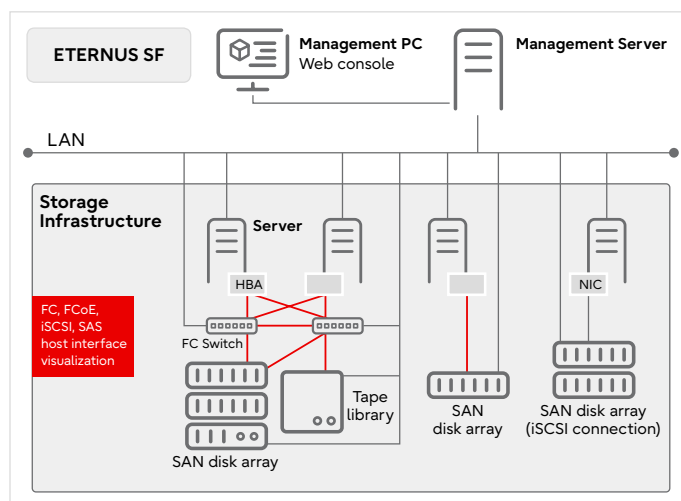 ETERNUS SF
Management PC
Web console
Management Server
LAN
Storage
Infrastructure
Server
HBA
NIC
FC, FCoE,
iSCSI, SAS
host interface
visualization
FC Switch
Tape
library
SAN disk array
SAN
disk array
SAN disk array
(iSCSI connection)